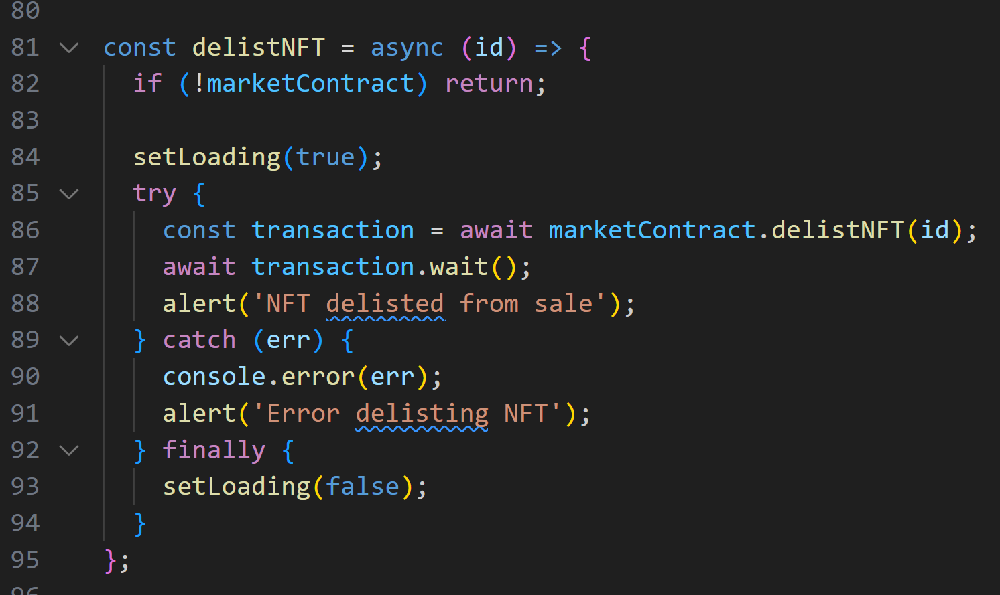 80
81 const delistNFT = async (id) => {
82 if (!marketContract) return;
83
84 setLoading(true);
85 try {
86 const transaction = await marketContract.delistNFT(id);
87 await transaction.wait();
88 alert('NFT delisted from sale');
89 } catch (err) {
90 console.error(err);
91 alert('Error delisting NFT');
92 } finally {
93 setLoading(false);
94 }
95 };
96